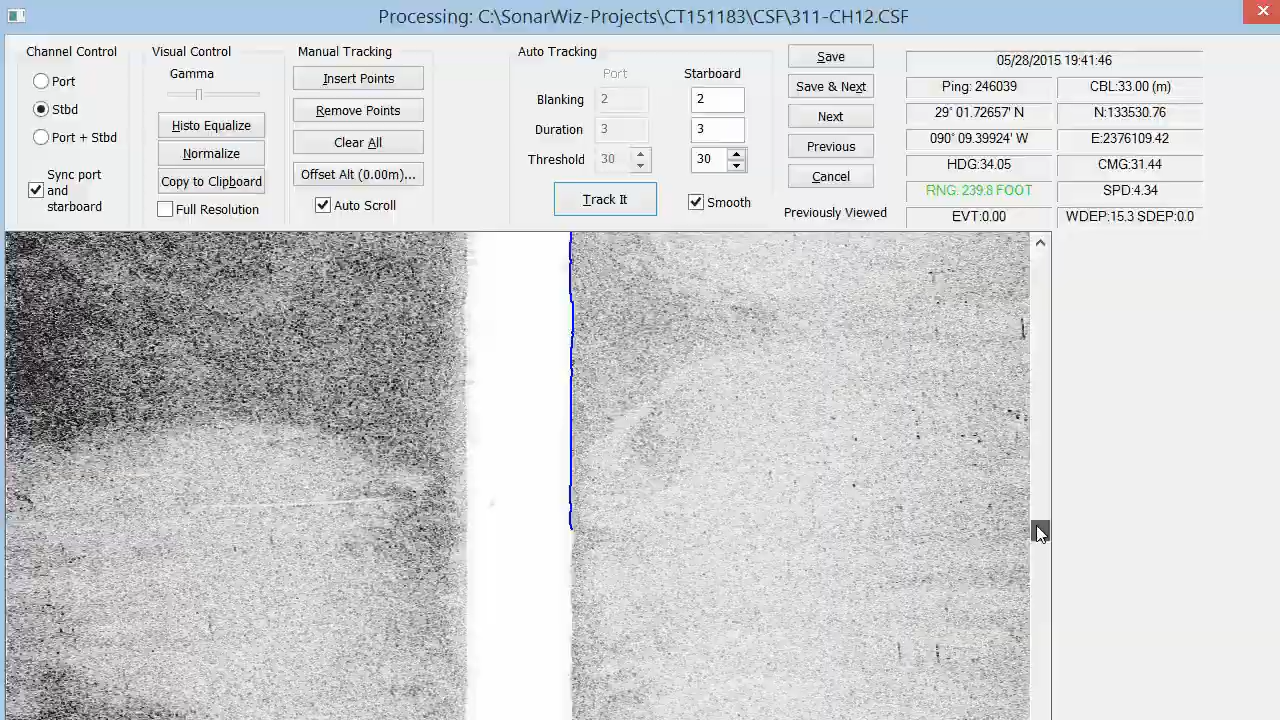 Processing: C:\SonarWiz-Projects\CT151183\CSF\311-CH12.CSF
Channel Control
Port
Stbd
Port + Stbd
Sync port
and
starboard
Visual Control
Gamma
Histo Equalize
Normalize
Copy to Clipboard
Full Resolution
Manual Tracking
Insert Points
Remove Points
Clear All
Offset Alt (0.00m)...
Auto Scroll
Auto Tracking
Port Starboard
Blanking 2 2
Duration 3 3
Threshold 30 30
Track It
Smooth
Save
Save & Next
Next
Previous
Cancel
Previously Viewed
05/28/2015 19:41:46
Ping: 246039 CBL:33.00 (m)
29° 01.72657' N N:133530.76
090° 09.39924' W E:2376109.42
HDG:34.05 CMG:31.44
RNG: 239.8 FOOT SPD:4.34
EVT:0.00 WDEP:15.3 SDEP:0.0